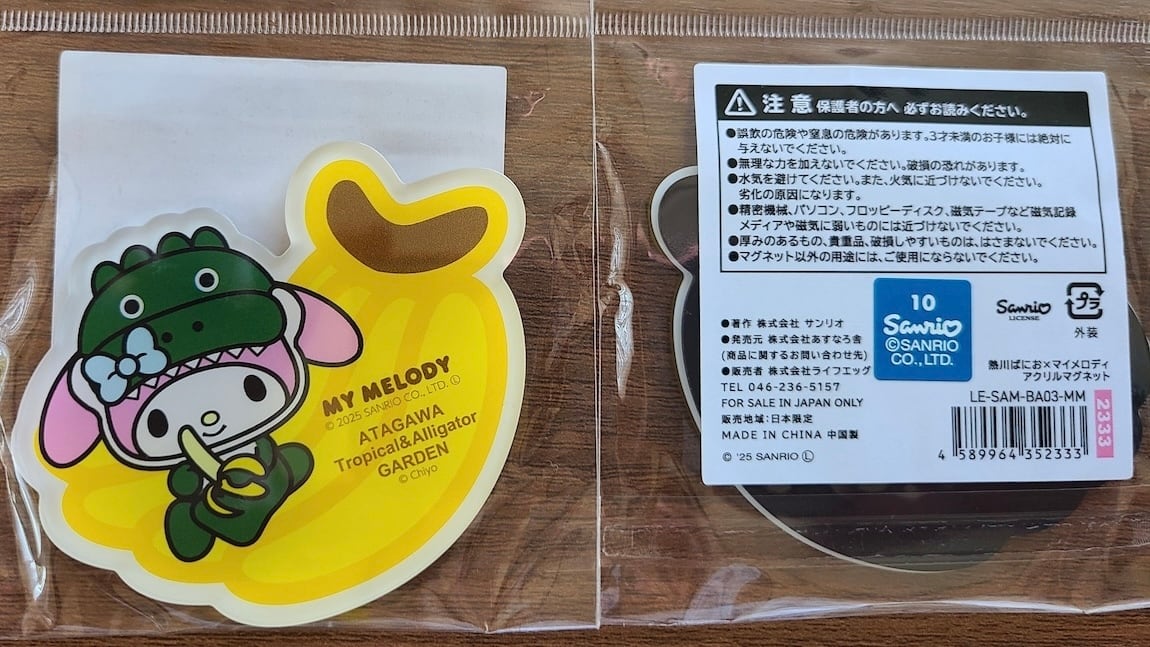 MY MELODY
© 2025 SANRIO CO., LTD. Ⓛ
ATAGAWA
Tropical&Alligator
GARDEN
© Chiyo
注意 保護者の方へ 必ずお読みください。
●誤飲の危険や窒息の危険があります。3才未満のお子様には絶対に
与えないでください。
●無理な力を加えないでください。破損の恐れがあります。
●水気を避けてください。また、火気に近づけないでください。
劣化の原因になります。
●精密機械、パソコン、フロッピーディスク、磁気テープなど磁気記録
メディアや磁気に弱いものには近づけないでください。
●厚みのあるもの、貴重品、破損しやすいものは、はさまないでください。
●マグネット以外の用途には、ご使用にならないでください。
●著作 株式会社 サンリオ
●発売元 株式会社あすなろ舎
(商品に関するお問い合わせ先)
●販売者 株式会社ライフエッグ
TEL 046-236-5157
FOR SALE IN JAPAN ONLY
販売地域:日本限定
MADE IN CHINA 中国製
© '25 SANRIO Ⓛ
10
Sanrio
©SANRIO
CO.,LTD.
Sanrio
LICENSE
プラ
外装
熱川ばにお×マイメロディ
アクリルマグネット
LE-SAM-BA03-MM
4 589964 352333
2333